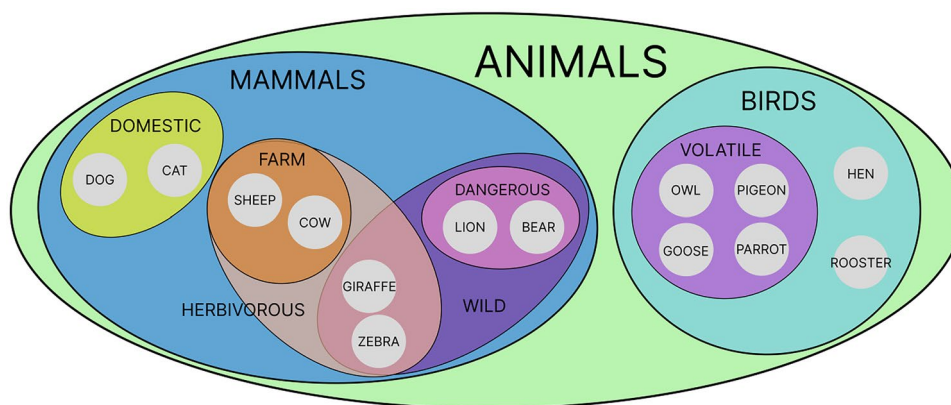 ANIMALS
MAMMALS
DOMESTIC
DOG
CAT
FARM
SHEEP
COW
HERBIVOROUS
GIRAFFE
ZEBRA
WILD
DANGEROUS
LION
BEAR
BIRDS
VOLATILE
OWL
PIGEON
GOOSE
PARROT
HEN
ROOSTER